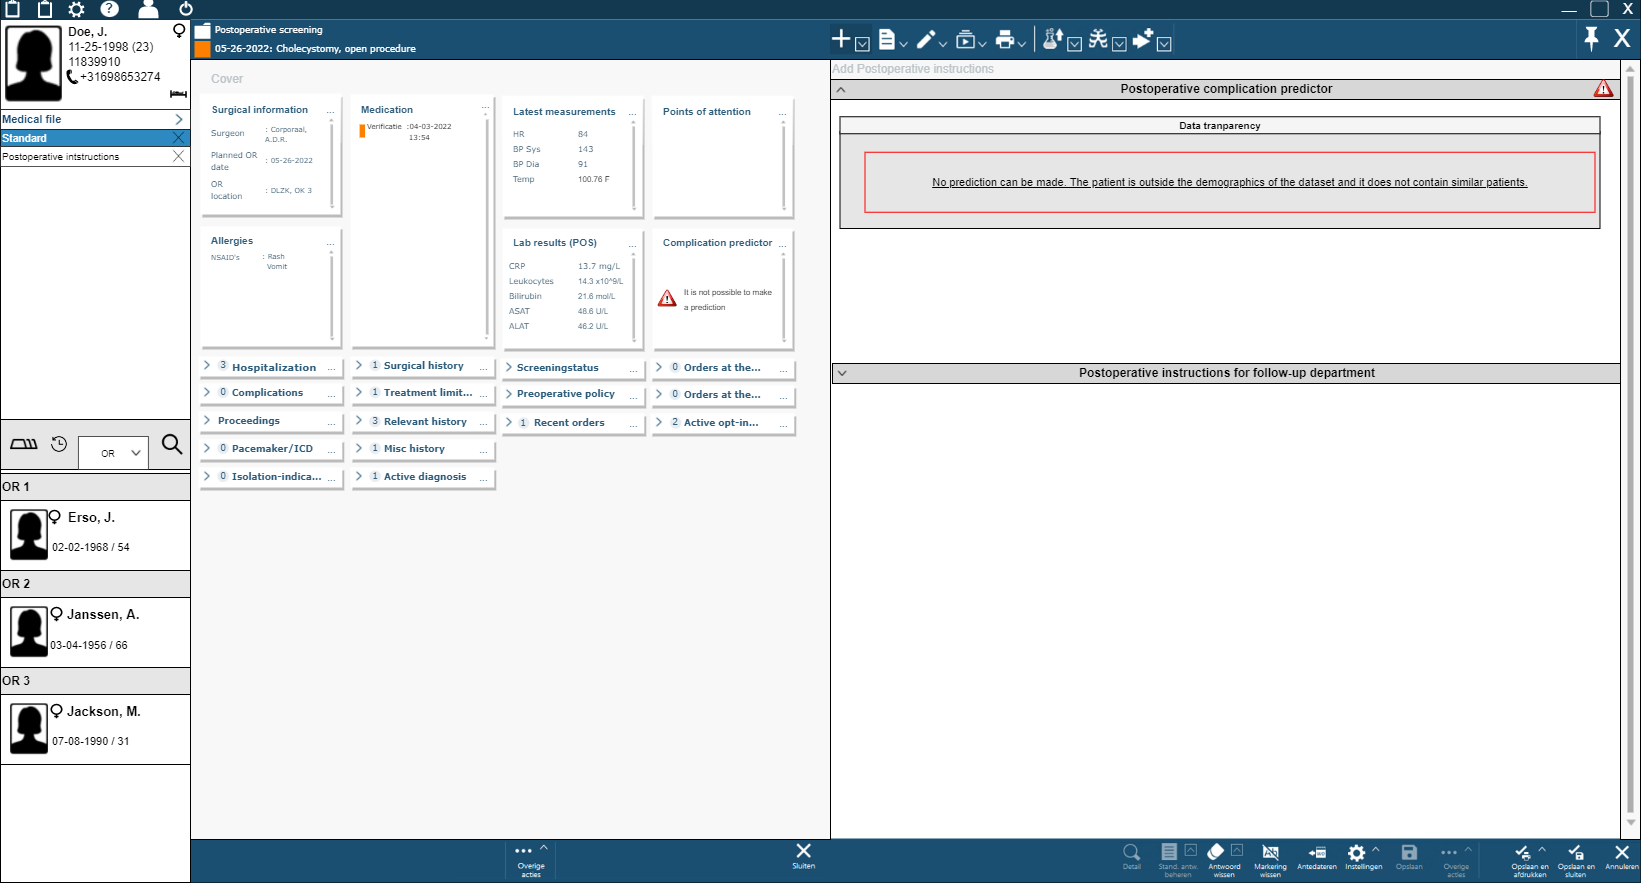 Doe, J.
11-25-1998 (23)
11839910
+31698653274
Medical file
Standard
Postoperative intstructions
OR
OR 1
Erso, J.
02-02-1968 / 54
OR 2
Janssen, A.
03-04-1956 / 66
OR 3
Jackson, M.
07-08-1990 / 31
Postoperative screening
05-26-2022: Cholecystomy, open procedure
Cover
Surgical information ...
Surgeon : Corporaal, A.D.R.
Planned OR date : 05-26-2022
OR location : DLZK, OK 3
Medication ...
Verificatie :04-03-2022
13:54
Latest measurements ...
HR 84
BP Sys 143
BP Dia 91
Temp 100.76 F
Points of attention ...
Allergies ...
NSAID's : Rash
Vomit
Lab results (POS) ...
CRP 13.7 mg/L
Leukocytes 14.3 x10^9/L
Bilirubin 21.6 mol/L
ASAT 48.6 U/L
ALAT 46.2 U/L
Complication predictor ...
It is not possible to make
a prediction
3 Hospitalization ...
0 Complications ...
Proceedings ...
0 Pacemaker/ICD ...
0 Isolation-indica... ...
1 Surgical history ...
1 Treatment limit... ...
3 Relevant history ...
1 Misc history ...
1 Active diagnosis ...
Screeningstatus ...
Preoperative policy ...
1 Recent orders ...
0 Orders at the... ...
0 Orders at the... ...
2 Active opt-in... ...
Overige
acties
Sluiten
Add Postoperative instructions
Postoperative complication predictor
Data tranparency
No prediction can be made. The patient is outside the demographics of the dataset and it does not contain similar patients.
Postoperative instructions for follow-up department
Detail
Stand. antw.
beheren
Antwoord
wissen
Markering
wissen
Antedateren
Instellingen
Opslaan
Overige
acties
Opslaan en
afdrukken
Opslaan en
sluiten
Annuleren